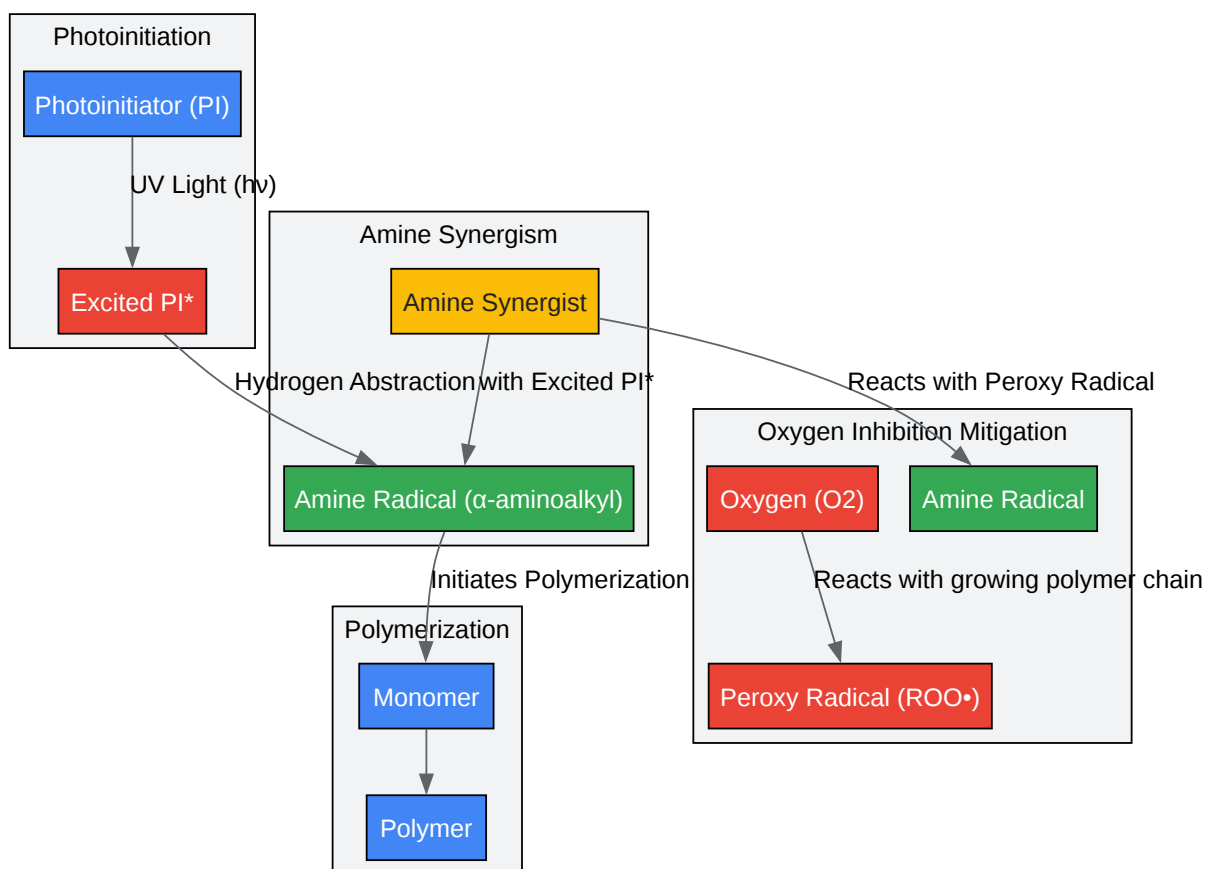 Photoinitiation
Photoinitiator (PI)
UV Light (hν)
Excited PI*
Amine Synergism
Amine Synergist
Hydrogen Abstraction
with Excited PI*
Amine Radical (α-aminoalkyl)
Reacts with Peroxy Radical
Oxygen Inhibition Mitigation
Oxygen (O2)
Amine Radical
Reacts with growing polymer chain
Peroxy Radical (ROO•)
Initiates Polymerization
Polymerization
Monomer
Polymer